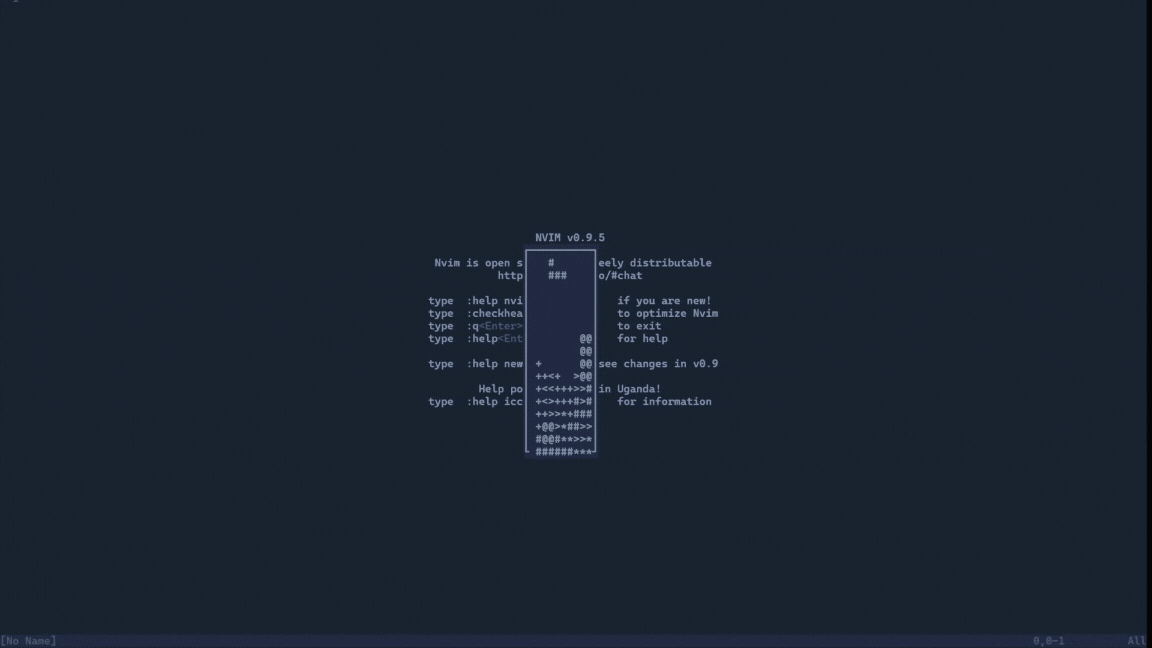 NVIM v0.9.5
Nvim is open s # eely distributable
http ### o/#chat
type :help nvi if you are new!
type :checkhea to optimize Nvim
type :q<Enter> to exit
type :help<Ent @@ for help
@@
type :help new + @@ see changes in v0.9
++<+ >@@
Help po +<<+++>># in Uganda!
type :help icc +<>+++#># for information
++>>*+###
+@@>*##>>
#@@#**>>*
######***
[No Name] 0,0-1 All